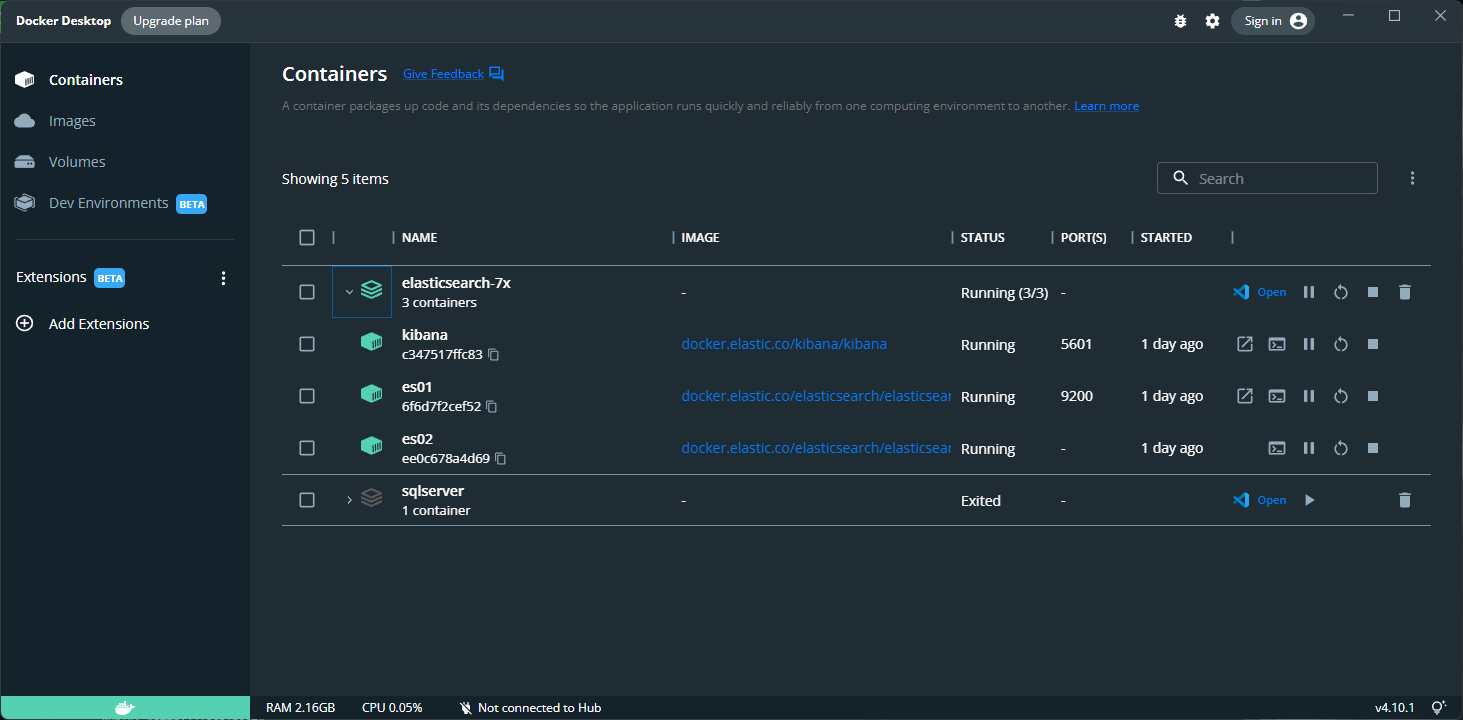 Docker Desktop Upgrade plan Sign in
Containers
Images
Volumes
Dev Environments BETA
Extensions BETA
Add Extensions
Containers Give Feedback
A container packages up code and its dependencies so the application runs quickly and reliably from one computing environment to another. Learn more
Showing 5 items Search
NAME IMAGE STATUS PORT(S) STARTED
elasticsearch-7x
3 containers - Running (3/3) - Open
kibana
c347517ffc83 docker.elastic.co/kibana/kibana Running 5601 1 day ago
es01
6f6d7f2cef52 docker.elastic.co/elasticsearch/elasticsear Running 9200 1 day ago
es02
ee0c678a4d69 docker.elastic.co/elasticsearch/elasticsear Running - 1 day ago
sqlserver
1 container - Exited - Open
RAM 2.16GB CPU 0.05% Not connected to Hub v4.10.1